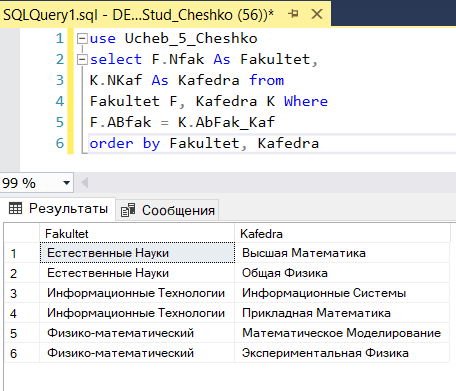 SQLQuery1.sql - DE...Stud_Cheshko (56))*
1 use Ucheb_5_Cheshko
2 select F.Nfak As Fakultet,
3 K.NKaf As Kafedra from
4 Fakultet F, Kafedra K Where
5 F.ABfak = K.AbFak_Kaf
6 order by Fakultet, Kafedra
99 %
Результаты Сообщения
Fakultet Kafedra
1 Естественные Науки Высшая Математика
2 Естественные Науки Общая Физика
3 Информационные Технологии Информационные Системы
4 Информационные Технологии Прикладная Математика
5 Физико-математический Математическое Моделирование
6 Физико-математический Экспериментальная Физика